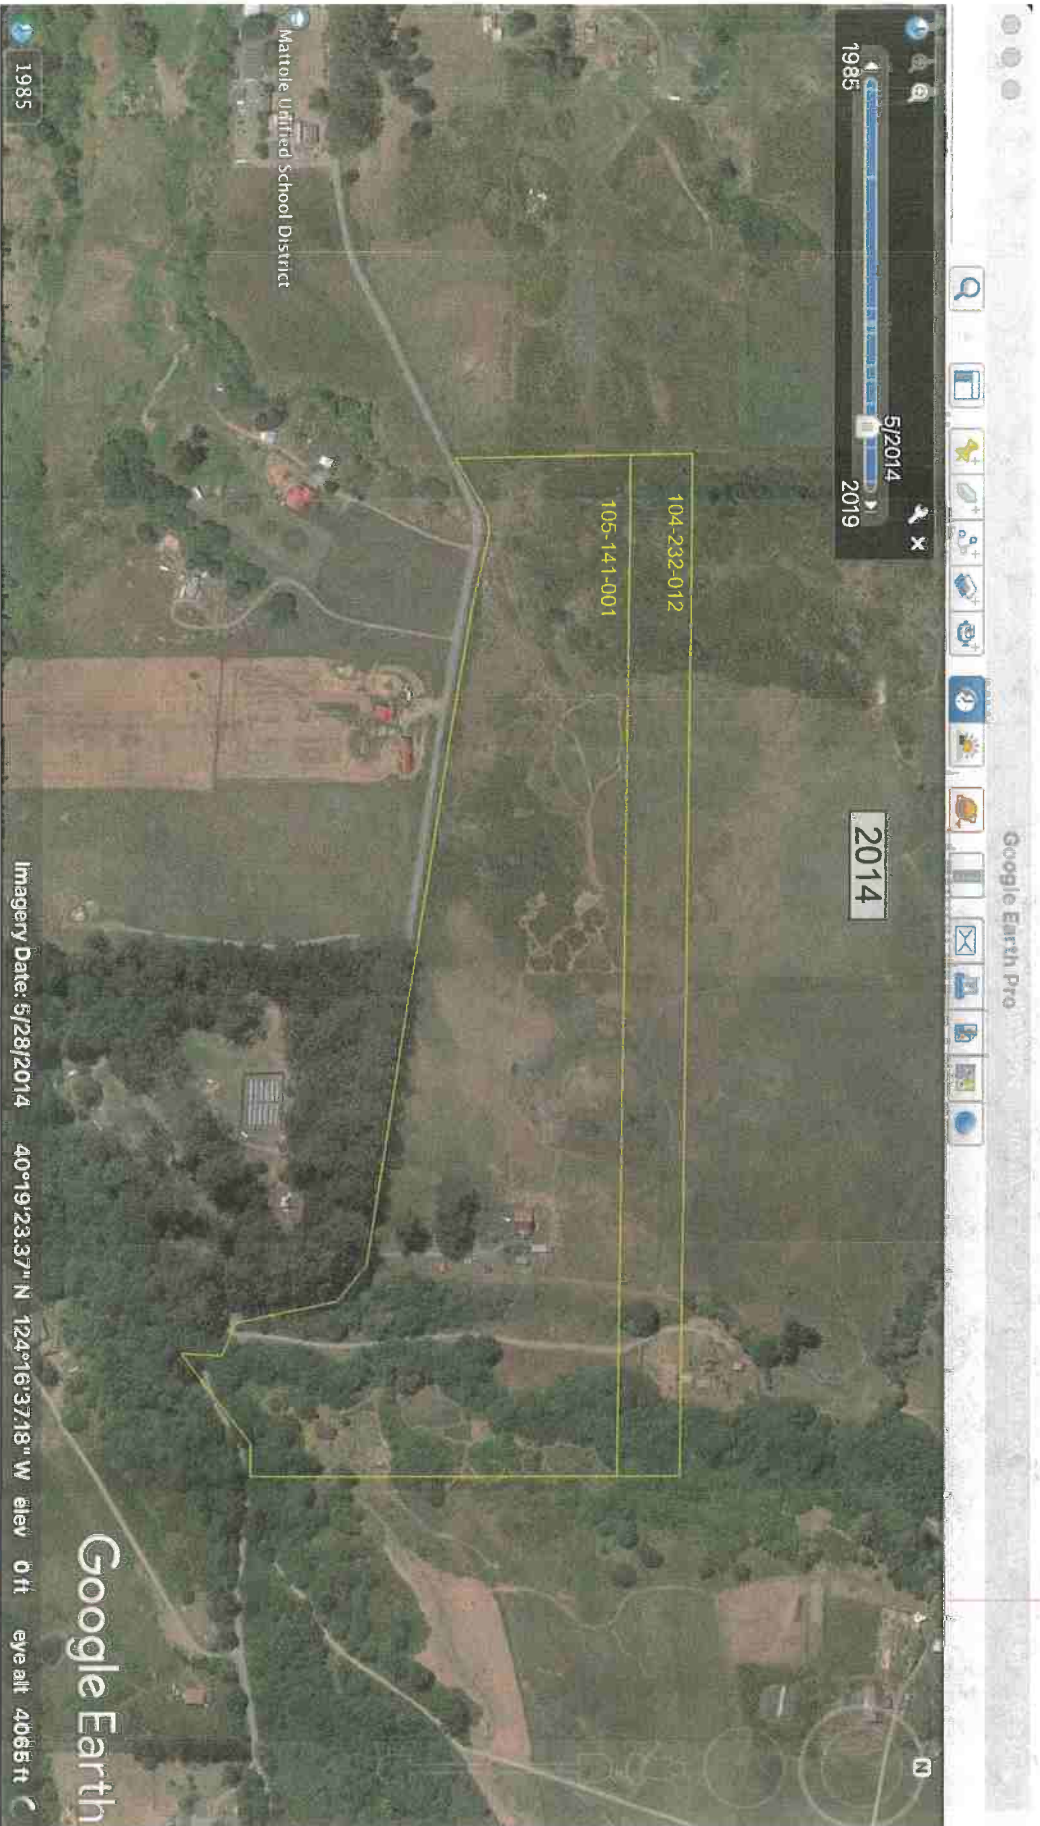 Google Earth Pro
1985
5/2014
2019
2014
N
104-232-012
105-141-001
Mattole Unified School District
Google Earth
1985
Imagery Date: 5/28/2014 40°19'23.37" N 124°16'37.18" W elev 0 ft eye alt 4065 ft